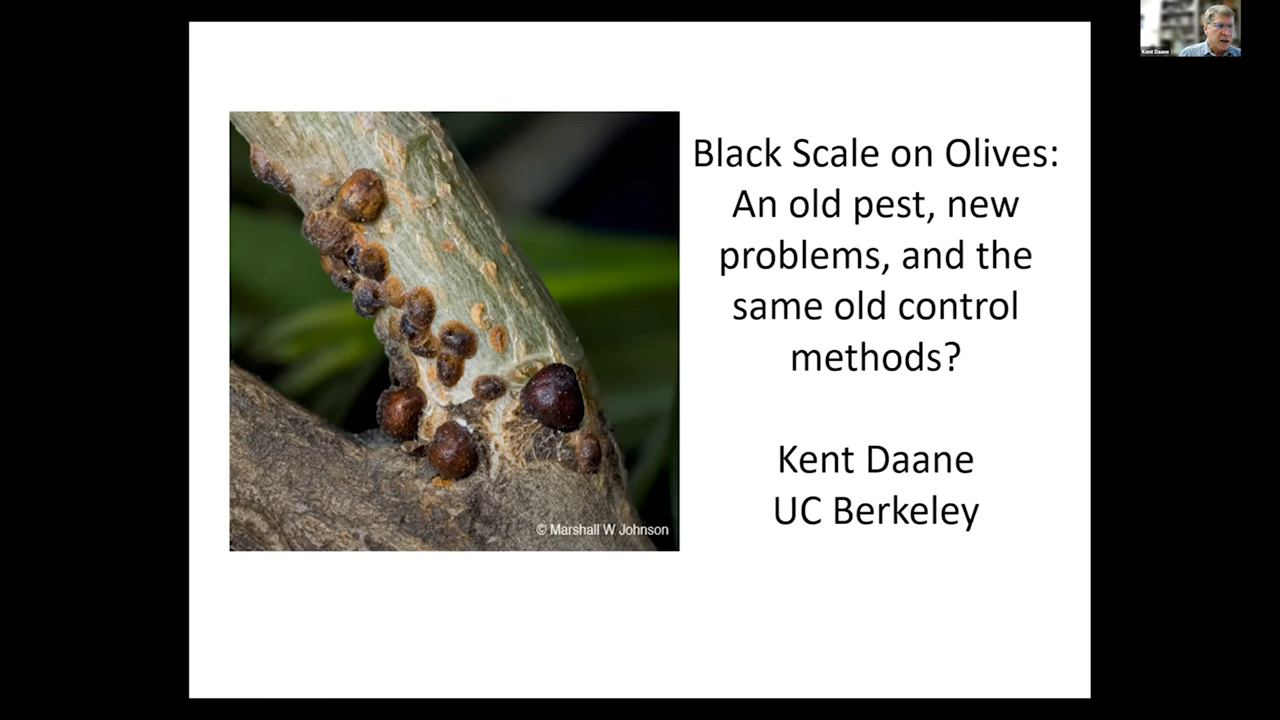 Kent Daane
Black Scale on Olives:
An old pest, new
problems, and the
same old control
methods?
Kent Daane
UC Berkeley
© Marshall W Johnson